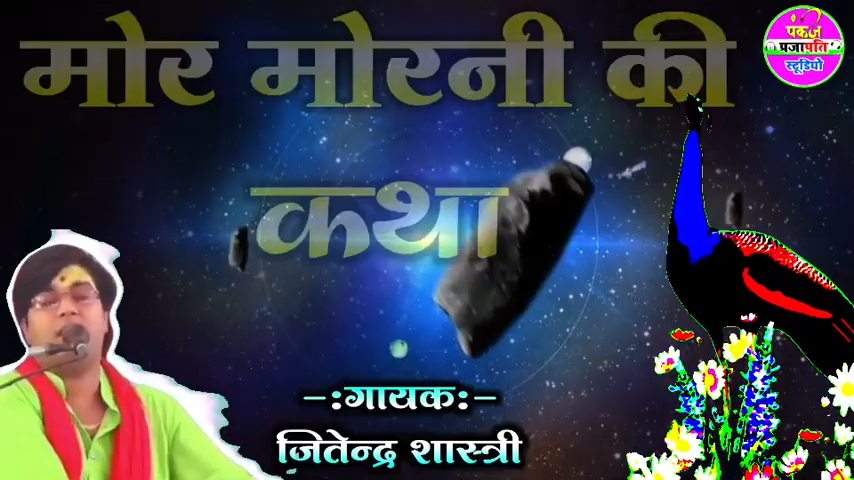 मोर मोरनी की
कथा
पंकज
प्रजापति
स्टूडियो
-:गायक:-
जितेन्द्र शास्त्री